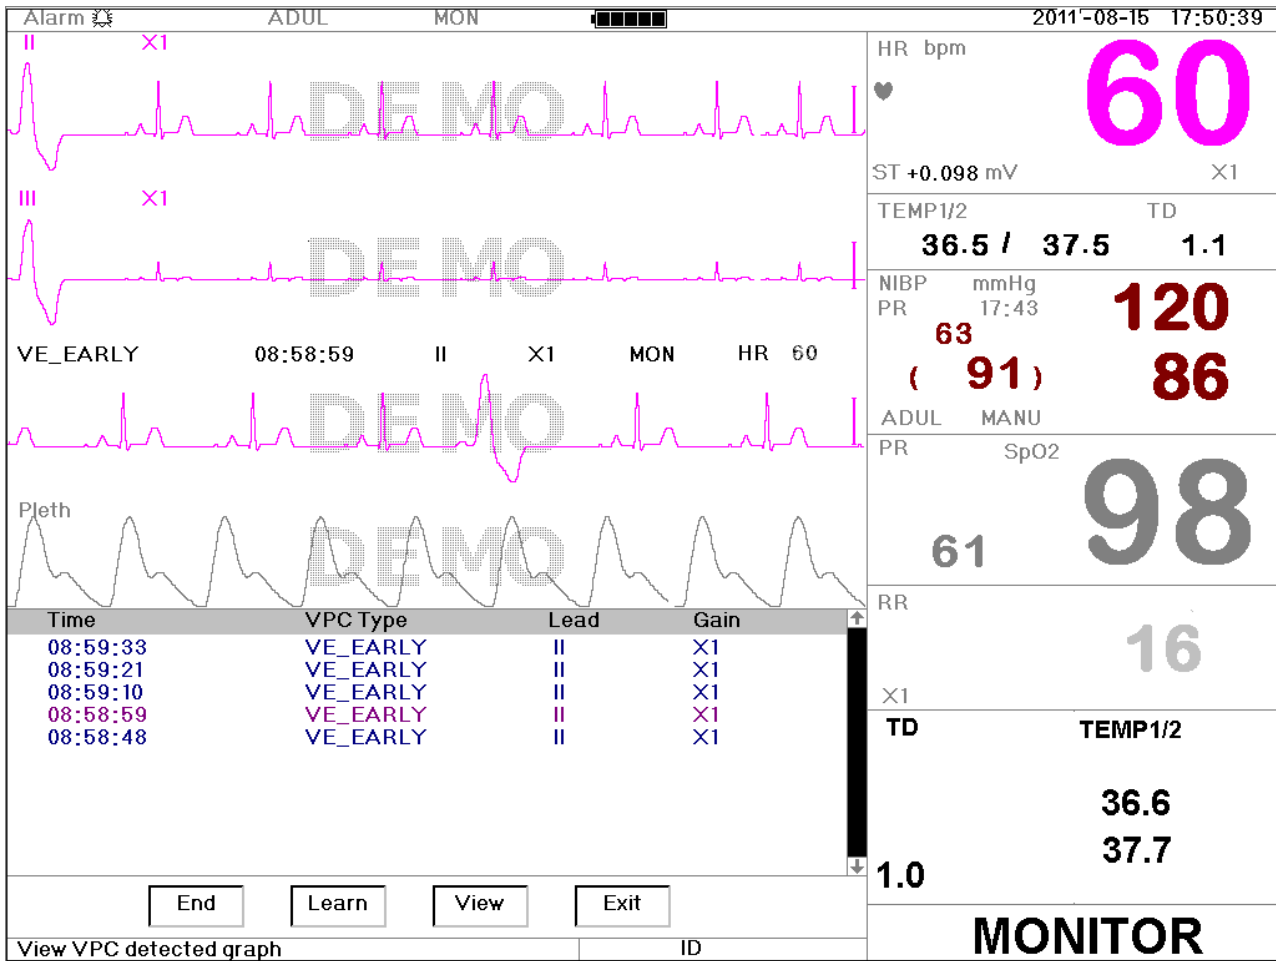 Alarm ADUL MON 2011-08-15 17:50:39
II X1
DEMO
III X1
DEMO
VE_EARLY 08:58:59 II X1 MON HR 60
DEMO
Pleth
DEMO
Time VPC Type Lead Gain
08:59:33 VE_EARLY II X1
08:59:21 VE_EARLY II X1
08:59:10 VE_EARLY II X1
08:58:59 VE_EARLY II X1
08:58:48 VE_EARLY II X1
End Learn View Exit
View VPC detected graph ID
HR bpm
60
ST +0.098 mV X1
TEMP1/2 TD
36.5 / 37.5 1.1
NIBP mmHg
PR 17:43
120
63
( 91 )
86
ADUL MANU
PR SpO2
98
61
RR
16
X1
TD TEMP1/2
36.6
37.7
1.0
MONITOR